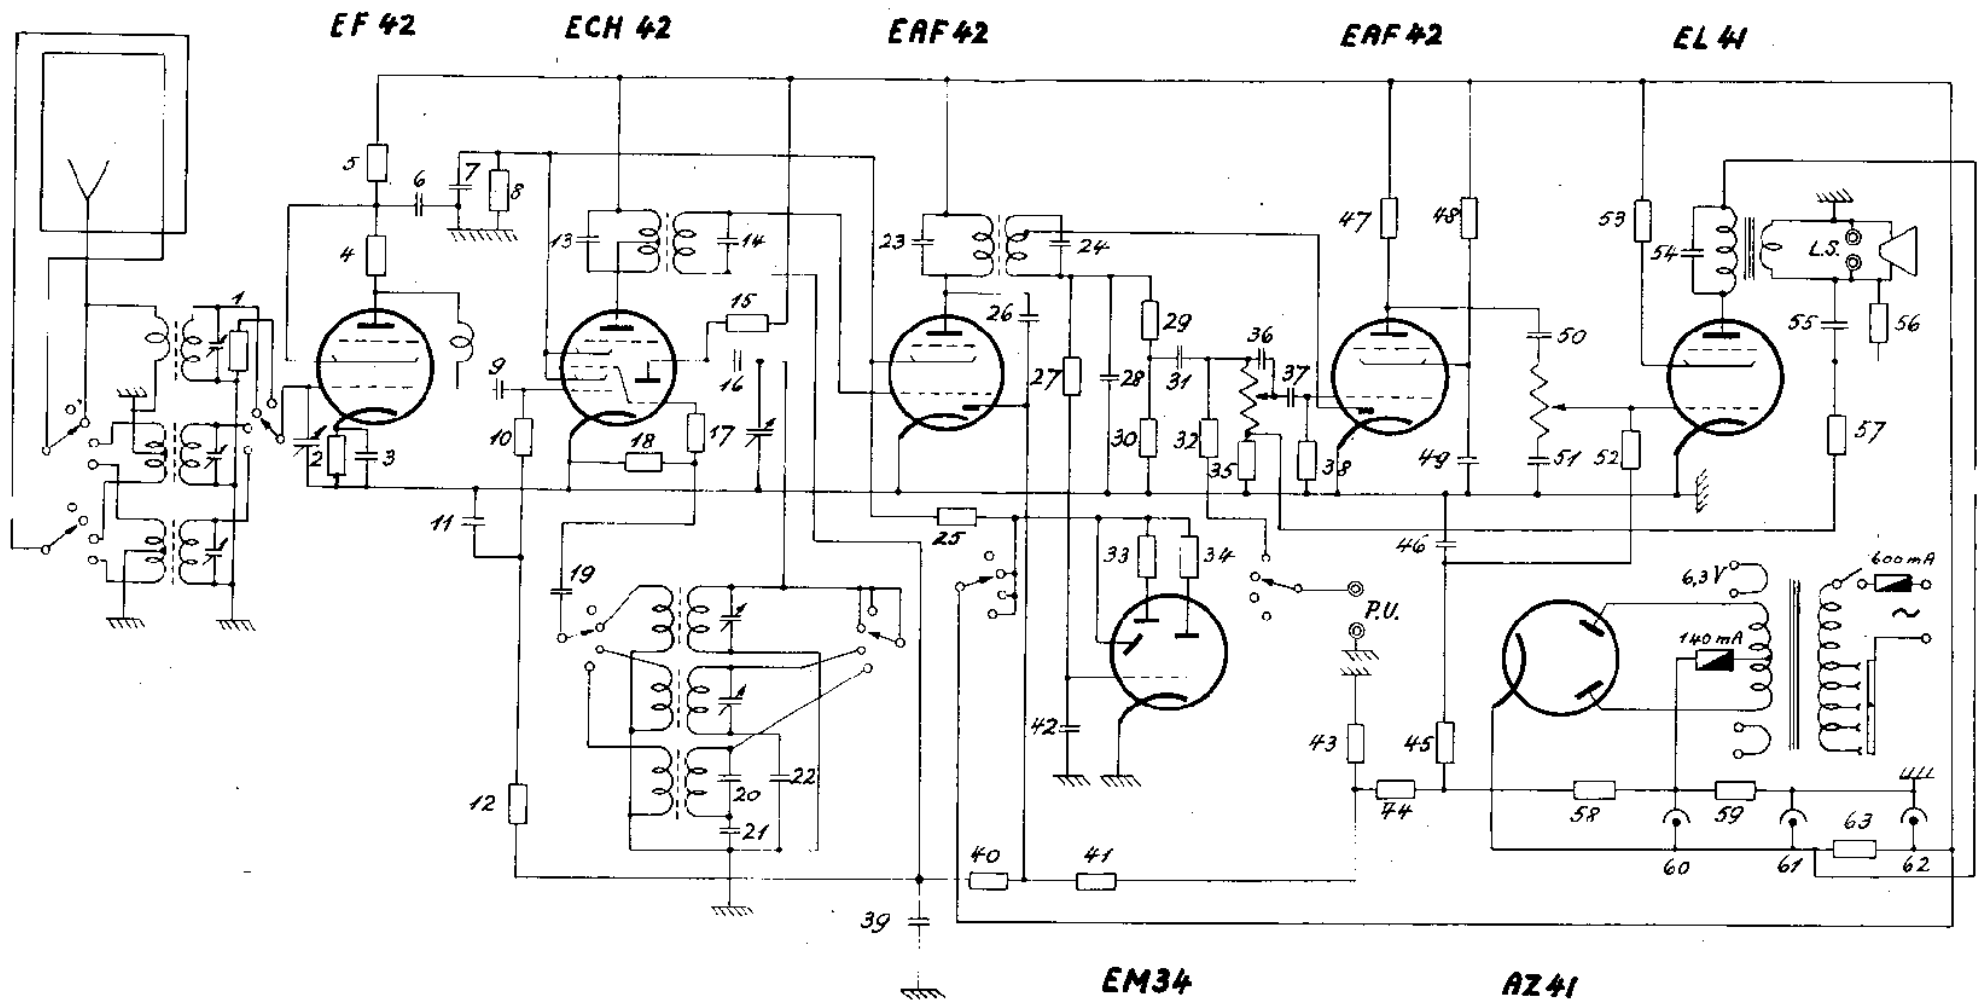 EF 42 ECH 42 EAF 42 EAF 42 EL 41
5 6 7 8 4 13 14 23 24 47 48 53 54 L.S.
1 15 26 29 50 55 56
9 16 27 28 31 36 37
2 3 10 18 17 30 32 35 38 49 51 52 57
11 25 33 34 46
19 P.U. 6,3V 600 mA ~
140 mA
42 43 45
12 20 22 44 58 59 63
21 40 41 60 61 62
39
EM34 AZ41